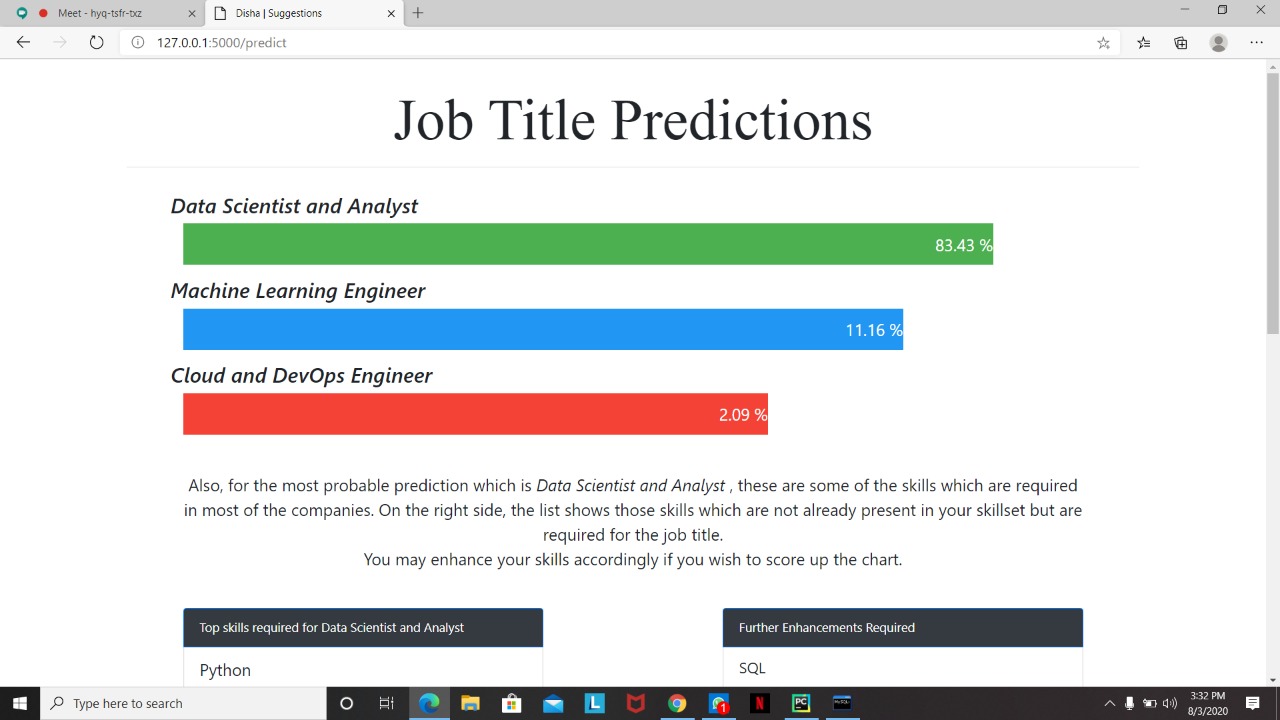 Meet - hyq-tsfr-txz
Disha | Suggestions
127.0.0.1:5000/predict
Job Title Predictions
Data Scientist and Analyst
83.43 %
Machine Learning Engineer
11.16 %
Cloud and DevOps Engineer
2.09 %
Also, for the most probable prediction which is Data Scientist and Analyst , these are some of the skills which are required
in most of the companies. On the right side, the list shows those skills which are not already present in your skillset but are
required for the job title.
You may enhance your skills accordingly if you wish to score up the chart.
Top skills required for Data Scientist and Analyst
Python
Further Enhancements Required
SQL
Type here to search
L
1
N
PC
MySQL
3:32 PM
8/3/2020